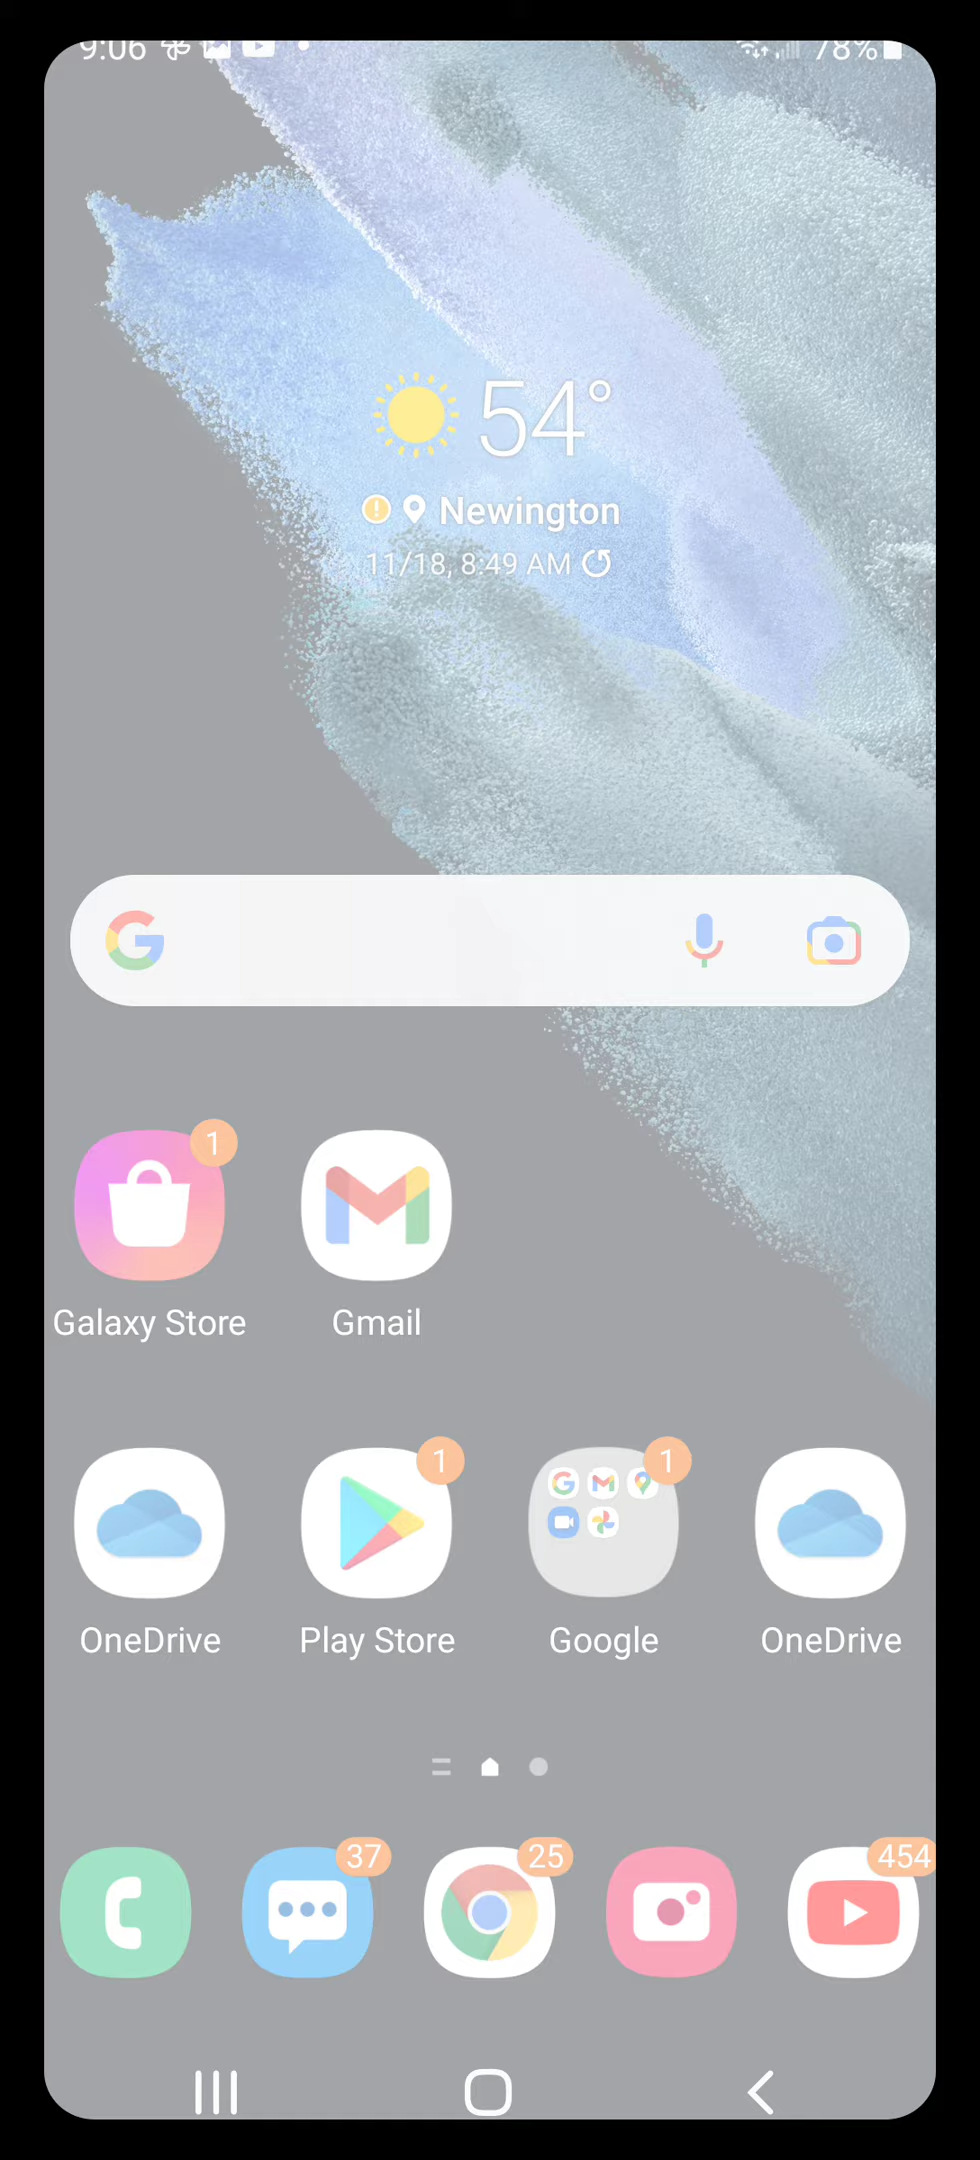 9:06 78%
54°
Newington
11/18, 8:49 AM
1
Galaxy Store Gmail
1 1
OneDrive Play Store Google OneDrive
37 25 454